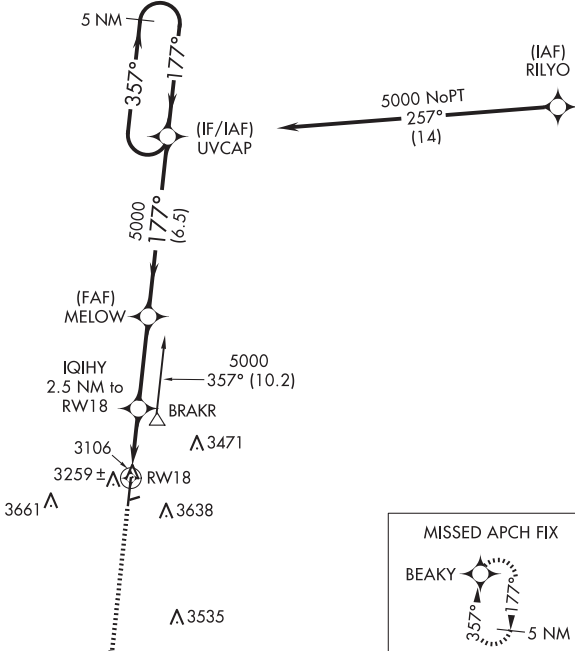 5 NM
357°
177°
(IAF)
RILYO
5000 NoPT
257°
(14)
(IF/IAF)
UVCAP
5000
177°
(6.5)
(FAF)
MELOW
IQIHY
2.5 NM to
RW18
5000
357° (10.2)
BRAKR
3471
3106
3259 ±
RW18
3661
3638
3535
MISSED APCH FIX
BEAKY
357°
177°
5 NM